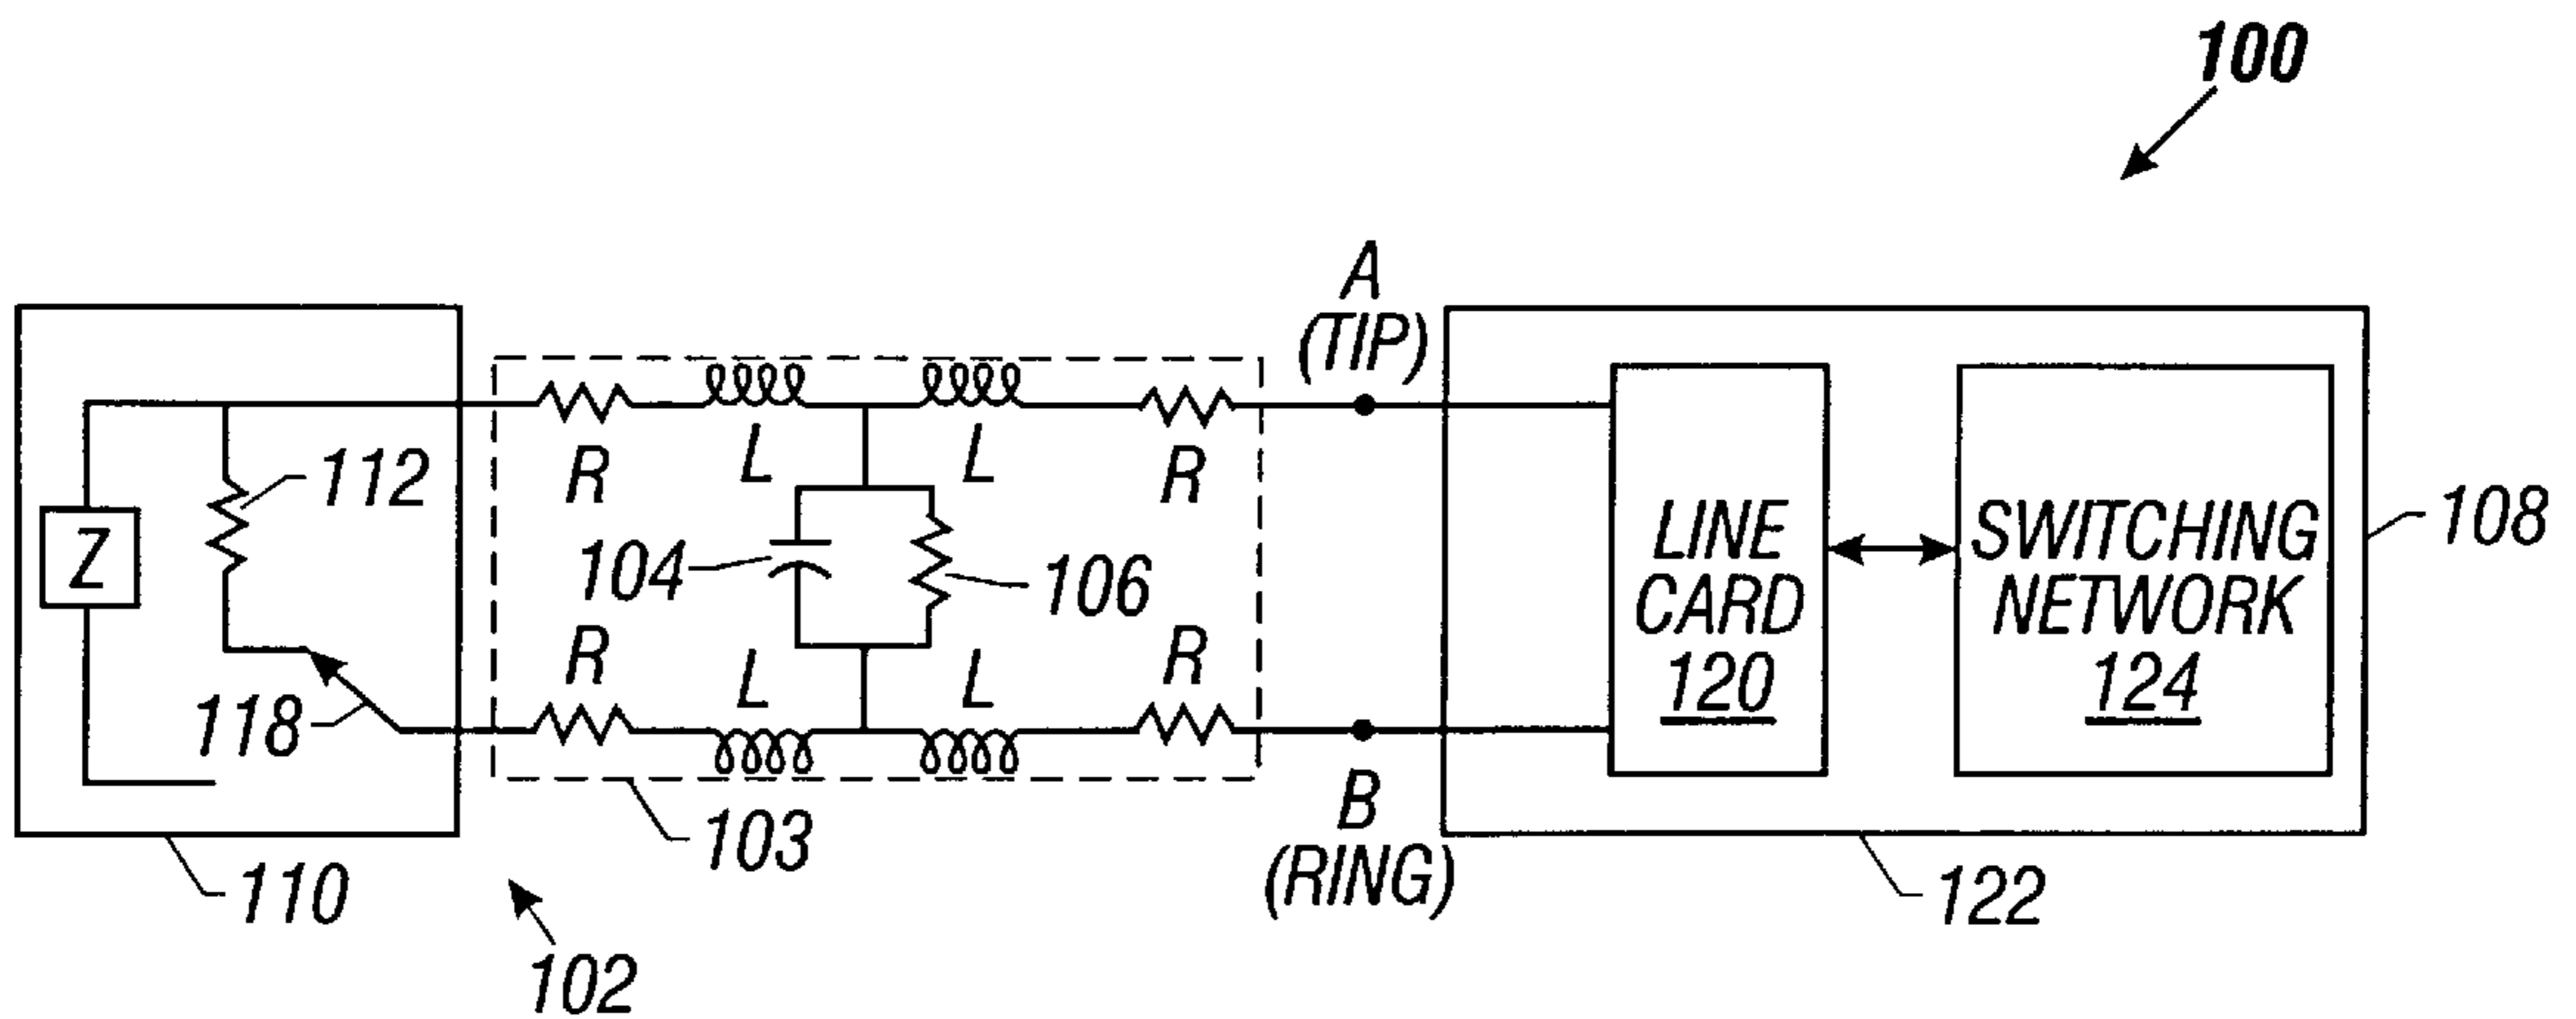 100
A
(TIP)
112
R
L
L
R
Z
104
106
LINE
CARD
120
SWITCHING
NETWORK
124
108
118
R
L
L
R
103
B
(RING)
110
122
102